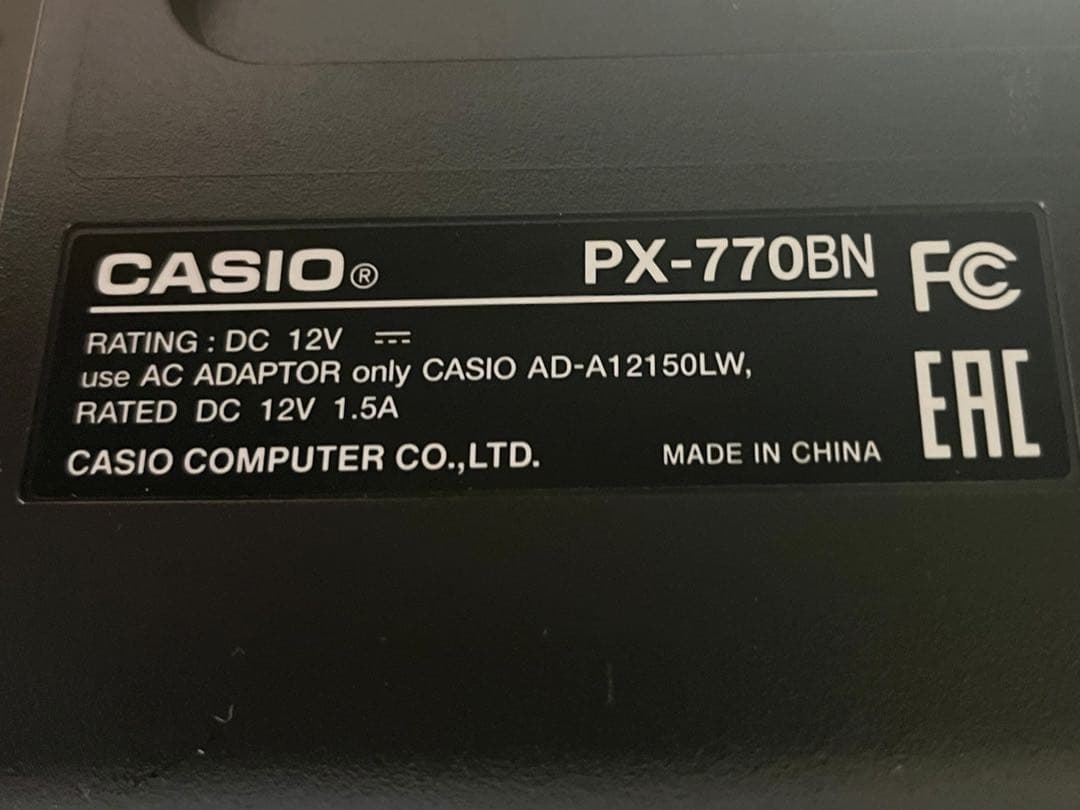 CASIO® PX-770BN
FC
RATING : DC 12V ⎓
use AC ADAPTOR only CASIO AD-A12150LW,
RATED DC 12V 1.5A
EAC
CASIO COMPUTER CO.,LTD. MADE IN CHINA